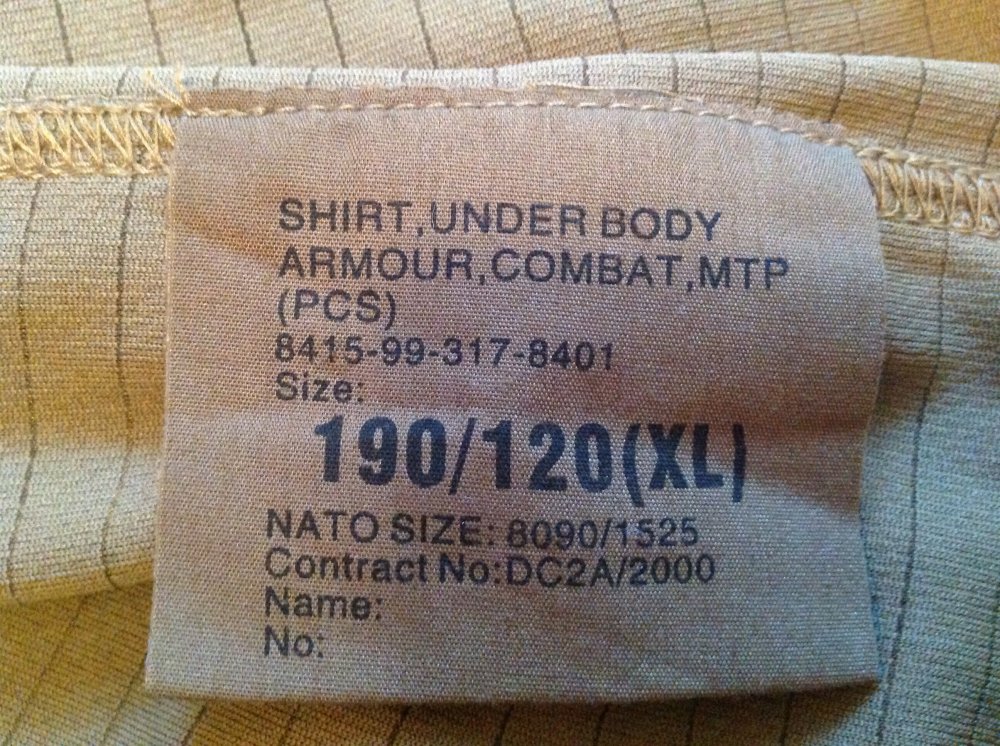 SHIRT,UNDER BODY
ARMOUR,COMBAT,MTP
(PCS)
8415-99-317-8401
Size:
190/120(XL)
NATO SIZE: 8090/1525
Contract No:DC2A/2000
Name:
No: